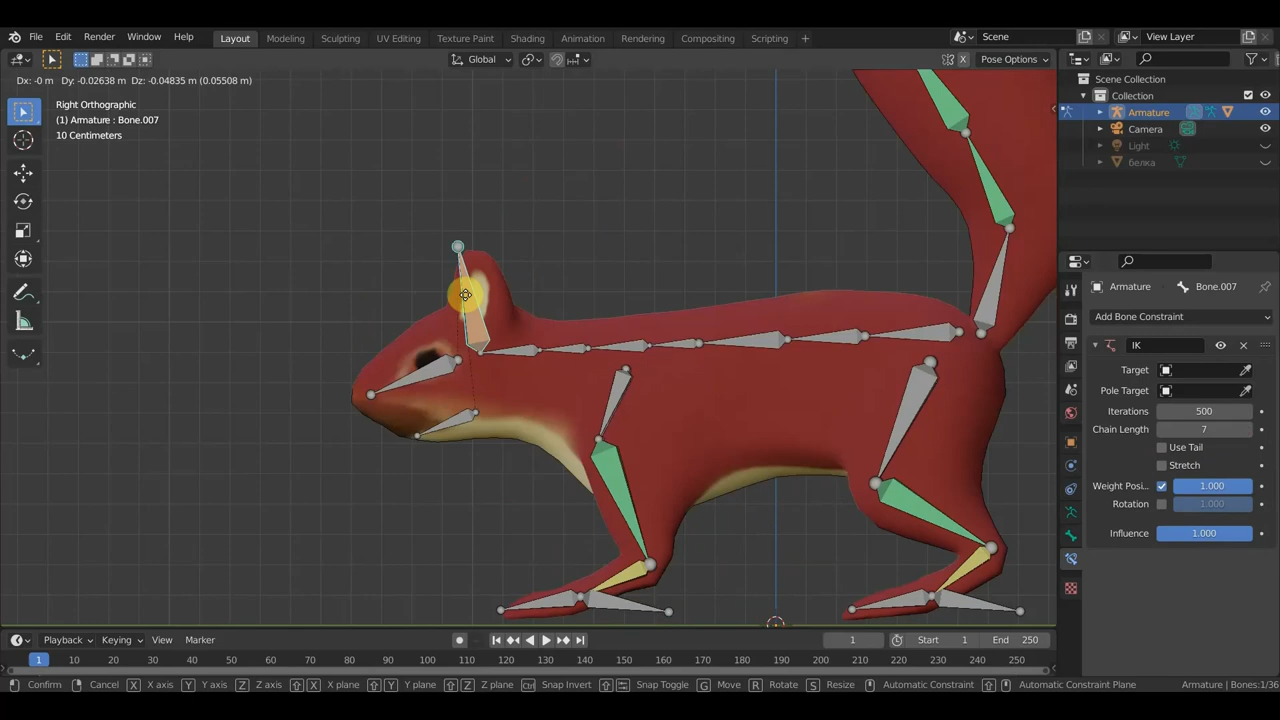 File Edit Render Window Help Layout Modeling Sculpting UV Editing Texture Painting Shading Animation Rendering Compositing Scripting + Scene View Layer
Global X Pose Options
Dx: -0 m Dy: -0.02638 m Dz: -0.04835 m (0.05508 m)
Scene Collection
Collection
Armature
Camera
Light
белка
Right Orthographic
(1) Armature : Bone.007
10 Centimeters
Armature Bone.007
Add Bone Constraint
IK
Target
Pole Target
Iterations 500
Chain Length 7
Use Tail
Stretch
Weight Posi... 1.000
Rotation 1.000
Influence 1.000
Playback Keying View Marker 1 Start 1 End 250
1 10 20 30 40 50 60 70 80 90 100 110 120 130 140 150 160 170 180 190 200 210 220 230 240 250
Confirm Cancel X X axis Y Y axis Z Z axis X X plane Y Y plane Z Z plane Ctrl Snap Invert Snap Toggle G Move R Rotate S Resize Automatic Constraint Automatic Constraint Plane Armature | Bones:1/36